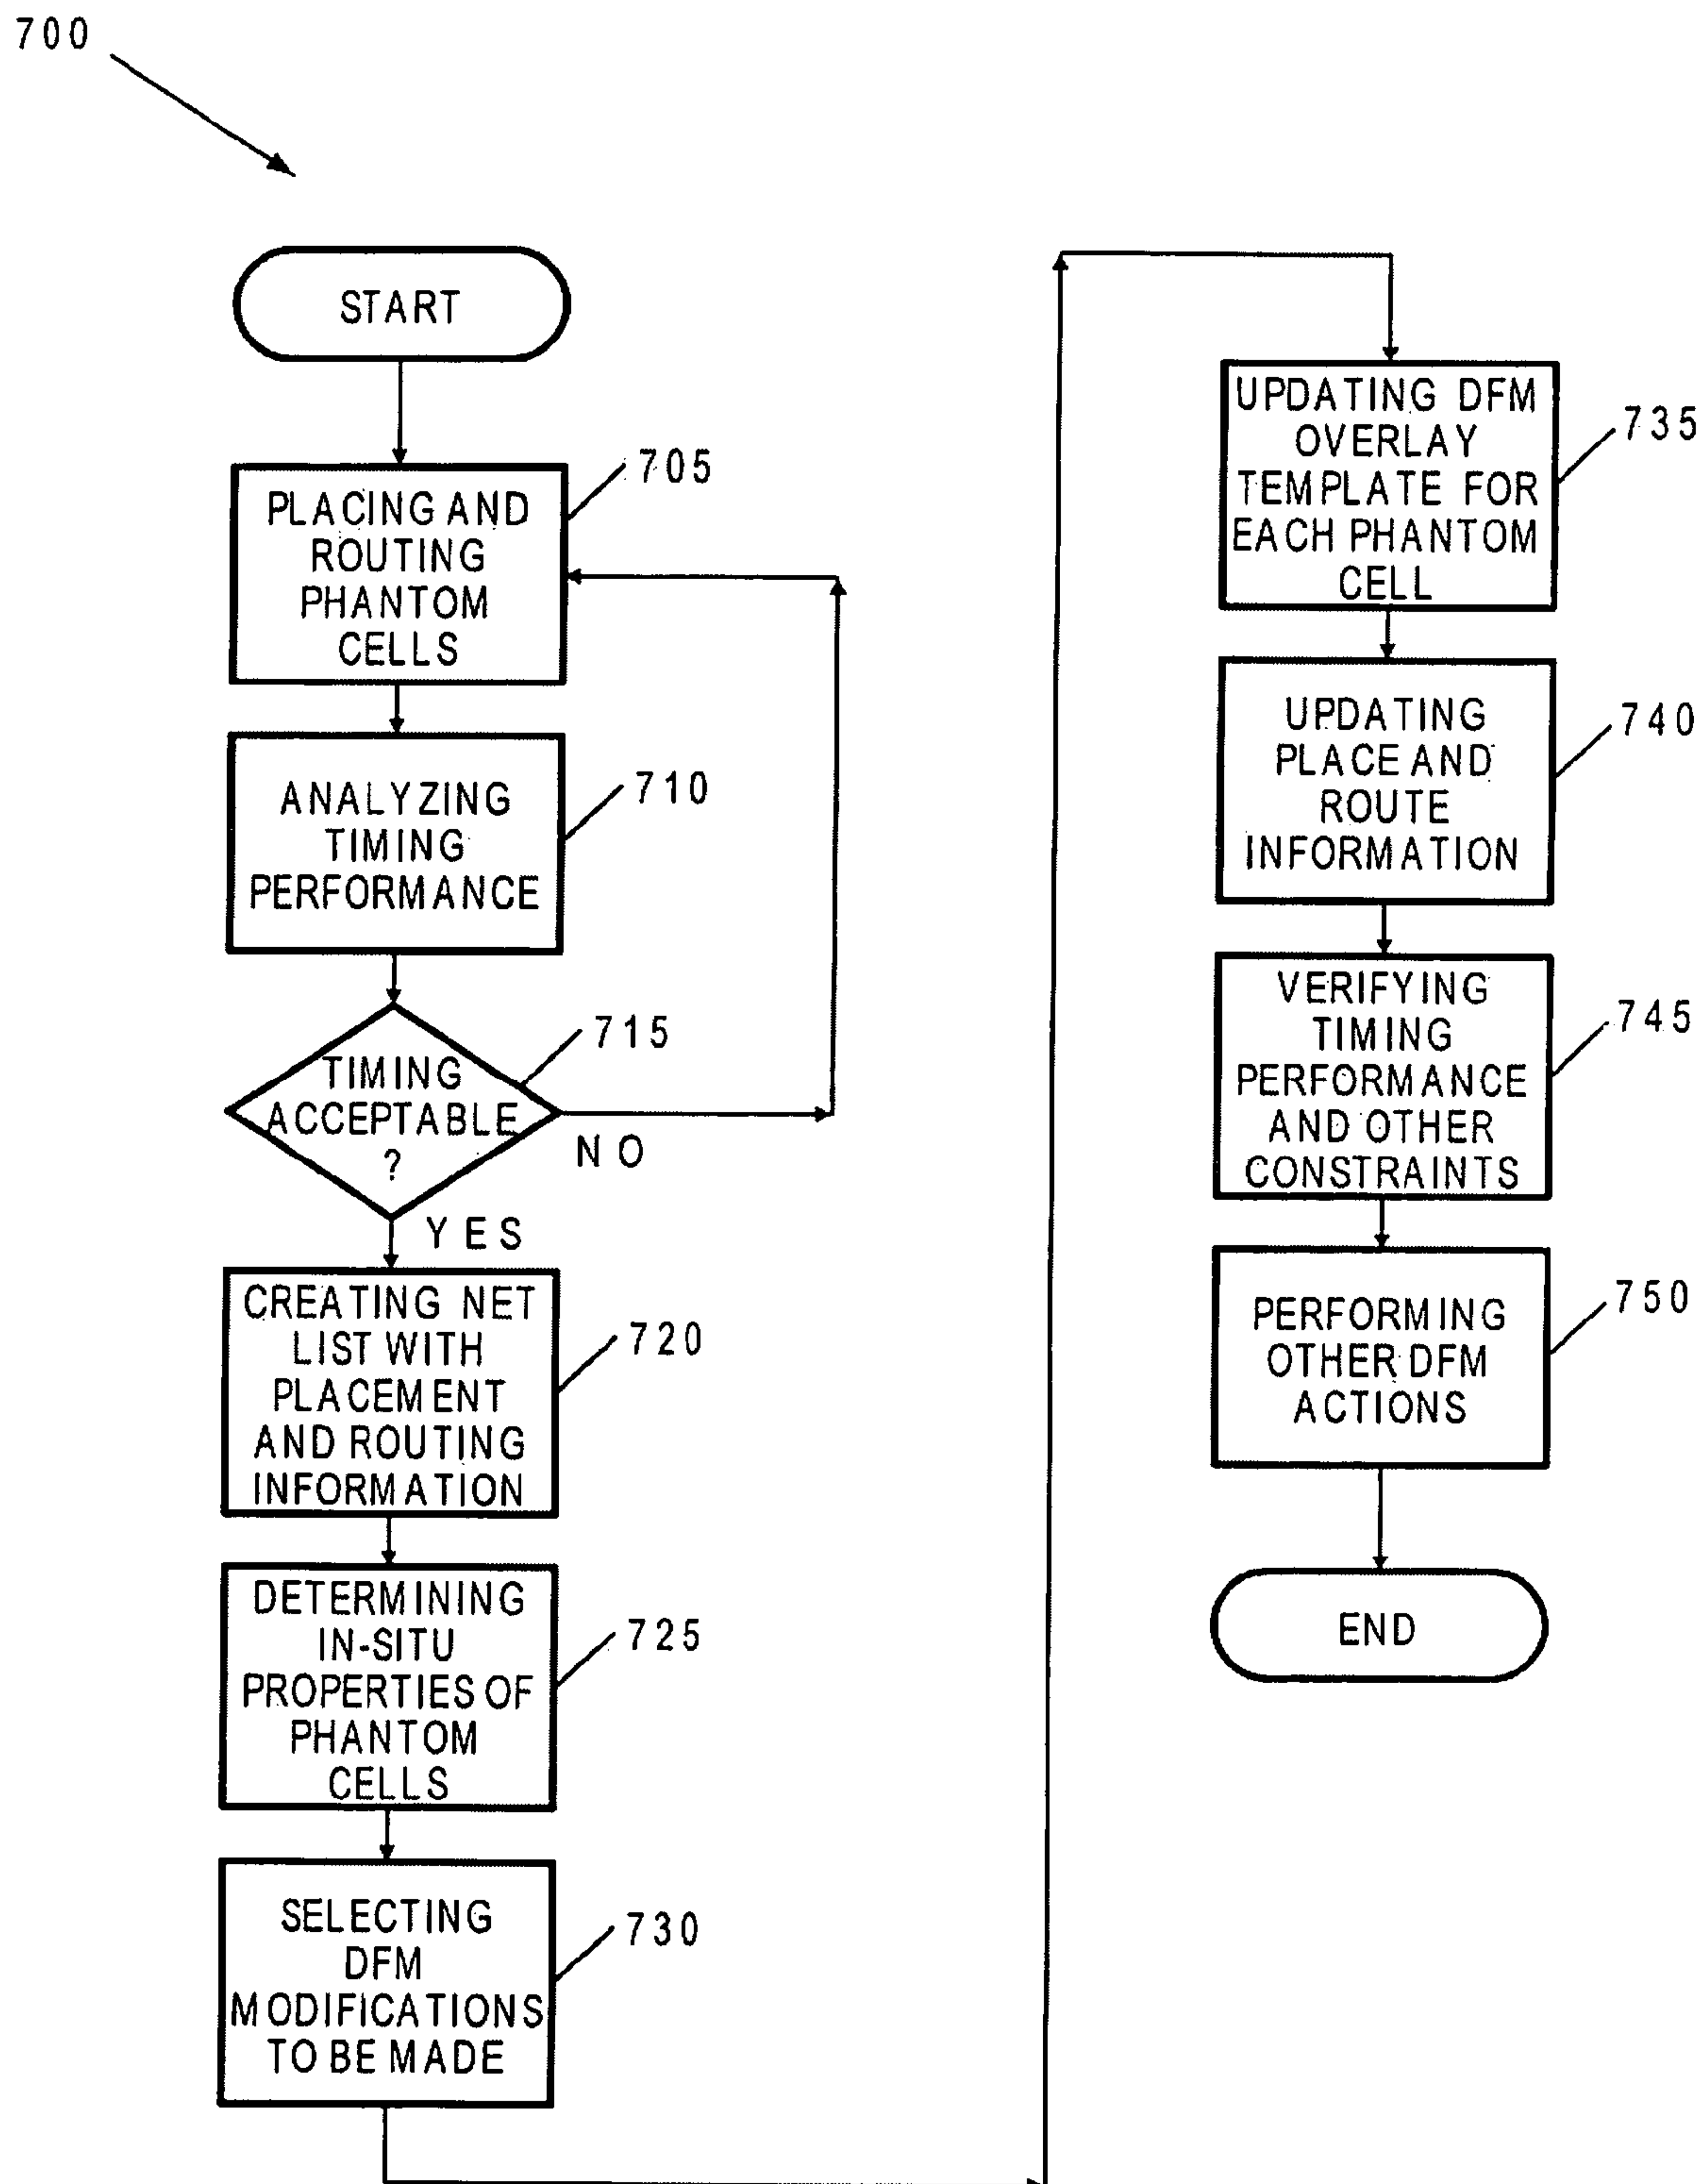 700
START
705
PLACING AND
ROUTING
PHANTOM
CELLS
710
ANALYZING
TIMING
PERFORMANCE
715
TIMING
ACCEPTABLE
?
NO
YES
CREATING NET
LIST WITH
PLACEMENT
AND ROUTING
INFORMATION
720
DETERMINING
IN-SITU
PROPERTIES OF
PHANTOM
CELLS
725
SELECTING
DFM
MODIFICATIONS
TO BE MADE
730
UPDATING DFM
OVERLAY
TEMPLATE FOR
EACH PHANTOM
CELL
735
UPDATING
PLACE AND
ROUTE
INFORMATION
740
VERIFYING
TIMING
PERFORMANCE
AND OTHER
CONSTRAINTS
745
PERFORMING
OTHER DFM
ACTIONS
750
END